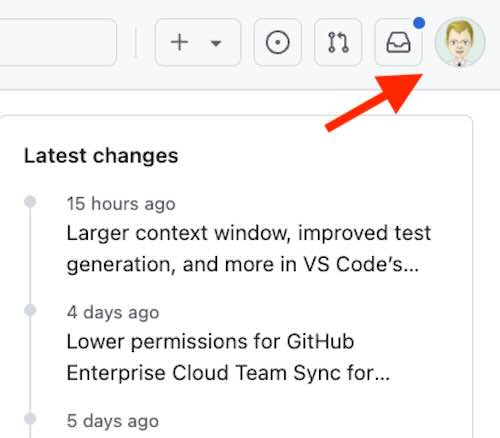 Latest changes
15 hours ago
Larger context window, improved test
generation, and more in VS Code’s...
4 days ago
Lower permissions for GitHub
Enterprise Cloud Team Sync for...
5 days ago